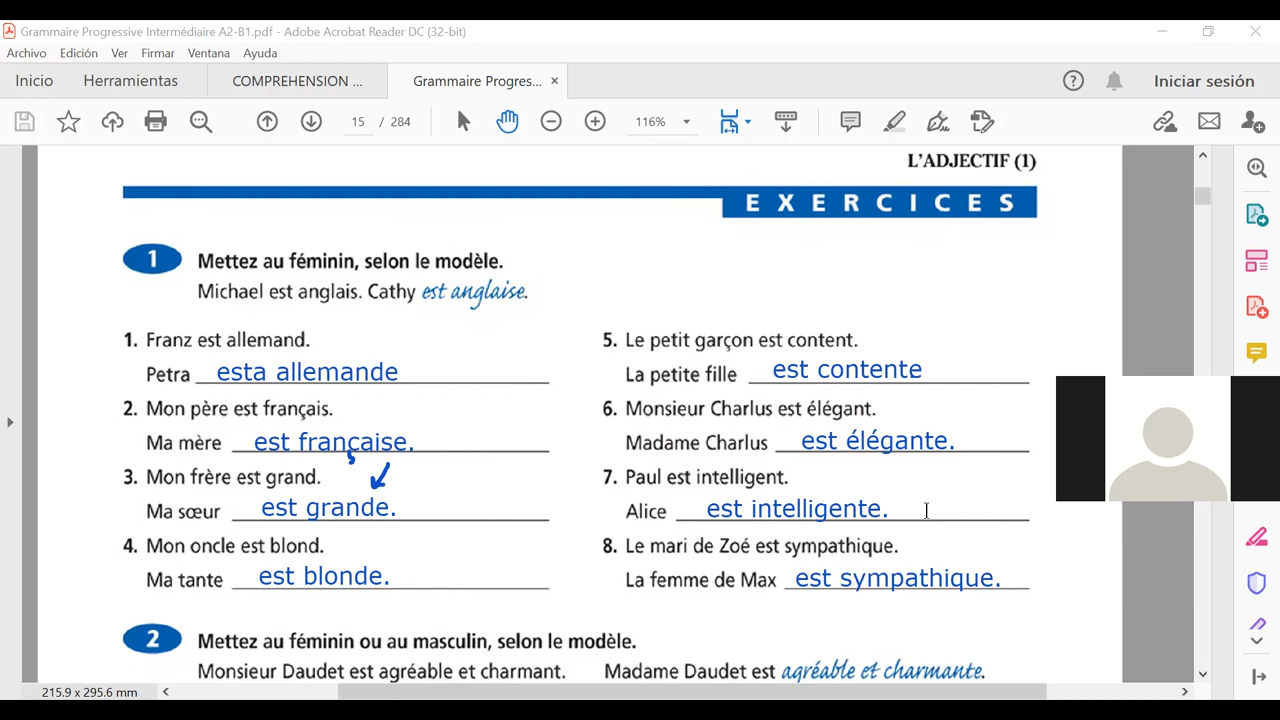 Grammaire Progressive Intermédiaire A2-B1.pdf - Adobe Acrobat Reader DC (32-bit)
Archivo Edición Ver Firmar Ventana Ayuda
Inicio Herramientas COMPREHENSION ... Grammaire Progres... × Iniciar sesión
15 / 284 116%
L'ADJECTIF (1)
EXERCICES
1 Mettez au féminin, selon le modèle.
Michael est anglais. Cathy est anglaise.
1. Franz est allemand.
Petra esta allemande
2. Mon père est français.
Ma mère est francaise.
3. Mon frère est grand.
Ma sœur est grande.
4. Mon oncle est blond.
Ma tante est blonde.
5. Le petit garçon est content.
La petite fille est contente
6. Monsieur Charlus est élégant.
Madame Charlus est élégante.
7. Paul est intelligent.
Alice est intelligente.
8. Le mari de Zoé est sympathique.
La femme de Max est sympathique.
2 Mettez au féminin ou au masculin, selon le modèle.
Monsieur Daudet est agréable et charmant. Madame Daudet est agréable et charmante.
215.9 x 295.6 mm